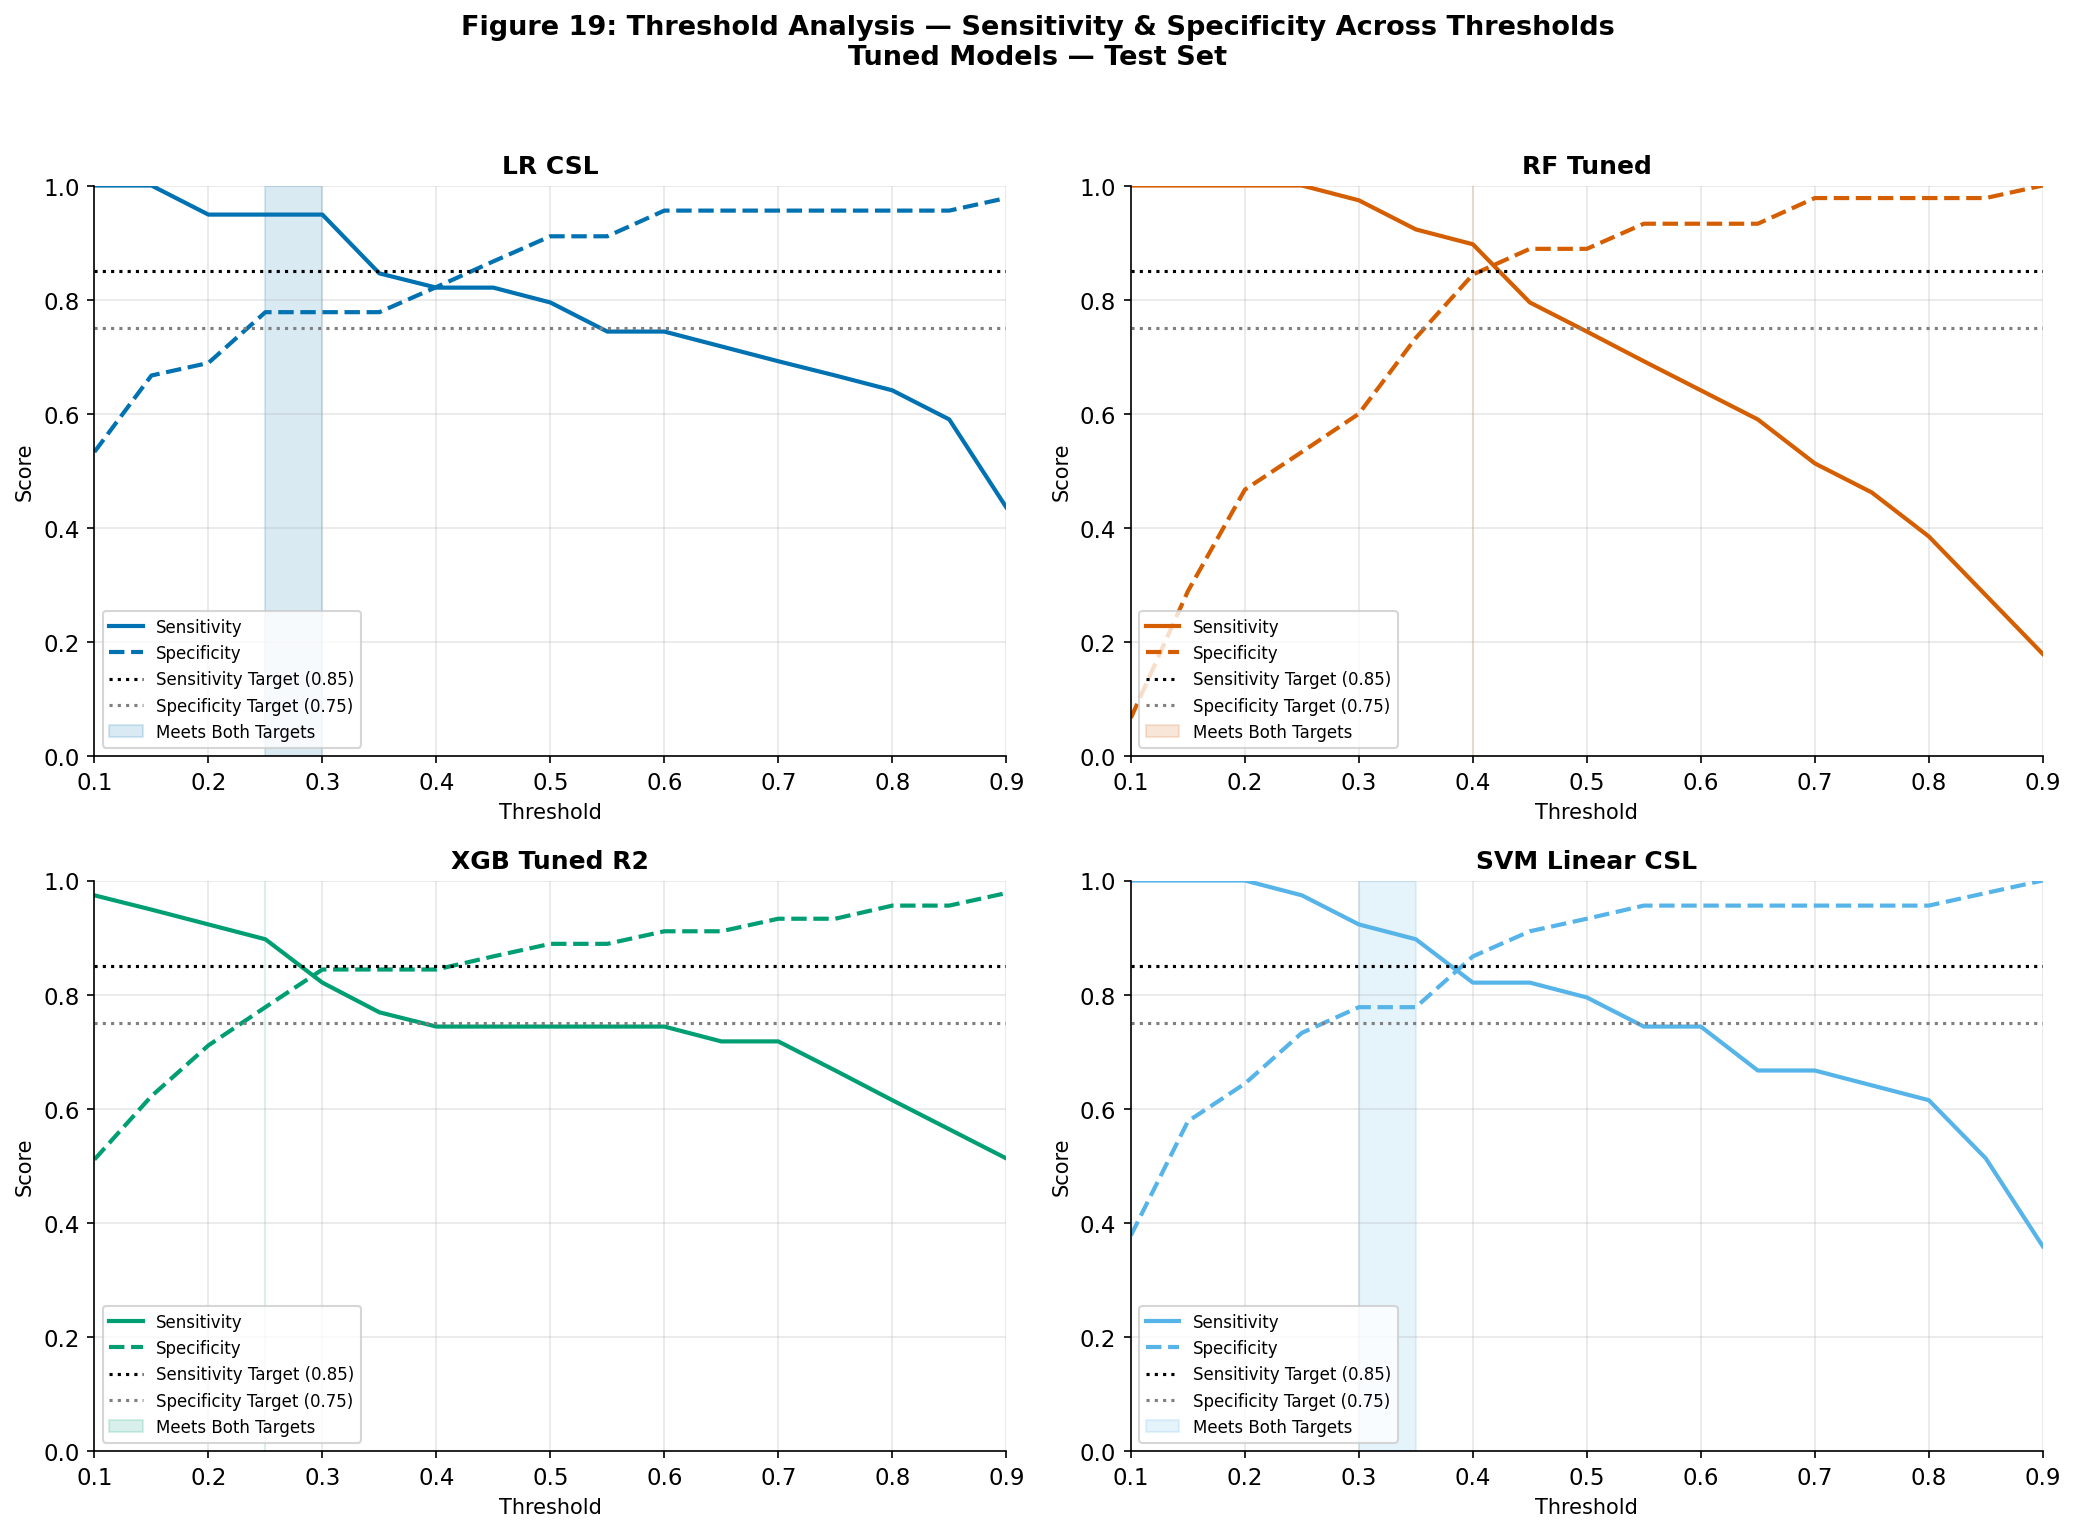 Figure 19: Threshold Analysis — Sensitivity & Specificity Across Thresholds
Tuned Models — Test Set
LR CSL
1.0
0.8
0.6
0.4
0.2
0.0
Score
Sensitivity
Specificity
Sensitivity Target (0.85)
Specificity Target (0.75)
Meets Both Targets
0.1 0.2 0.3 0.4 0.5 0.6 0.7 0.8 0.9
Threshold
RF Tuned
1.0
0.8
0.6
0.4
0.2
0.0
Score
Sensitivity
Specificity
Sensitivity Target (0.85)
Specificity Target (0.75)
Meets Both Targets
0.1 0.2 0.3 0.4 0.5 0.6 0.7 0.8 0.9
Threshold
XGB Tuned R2
1.0
0.8
0.6
0.4
0.2
0.0
Score
Sensitivity
Specificity
Sensitivity Target (0.85)
Specificity Target (0.75)
Meets Both Targets
0.1 0.2 0.3 0.4 0.5 0.6 0.7 0.8 0.9
Threshold
SVM Linear CSL
1.0
0.8
0.6
0.4
0.2
0.0
Score
Sensitivity
Specificity
Sensitivity Target (0.85)
Specificity Target (0.75)
Meets Both Targets
0.1 0.2 0.3 0.4 0.5 0.6 0.7 0.8 0.9
Threshold